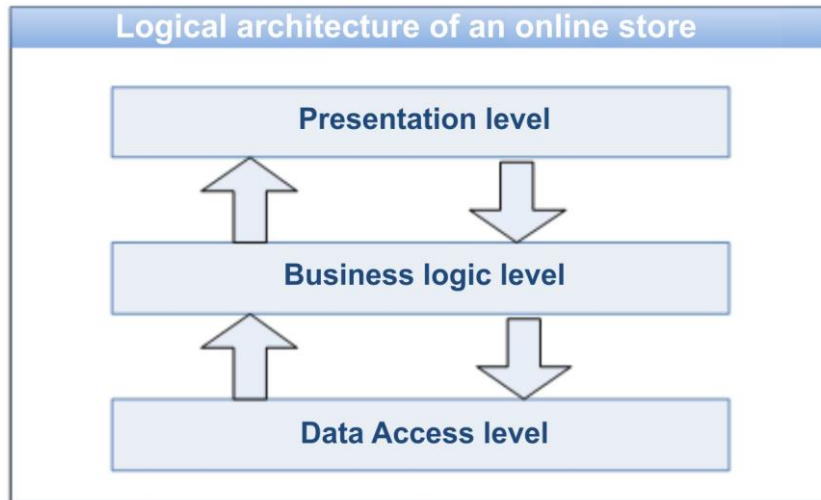 Logical architecture of an online store
Presentation level
Business logic level
Data Access level